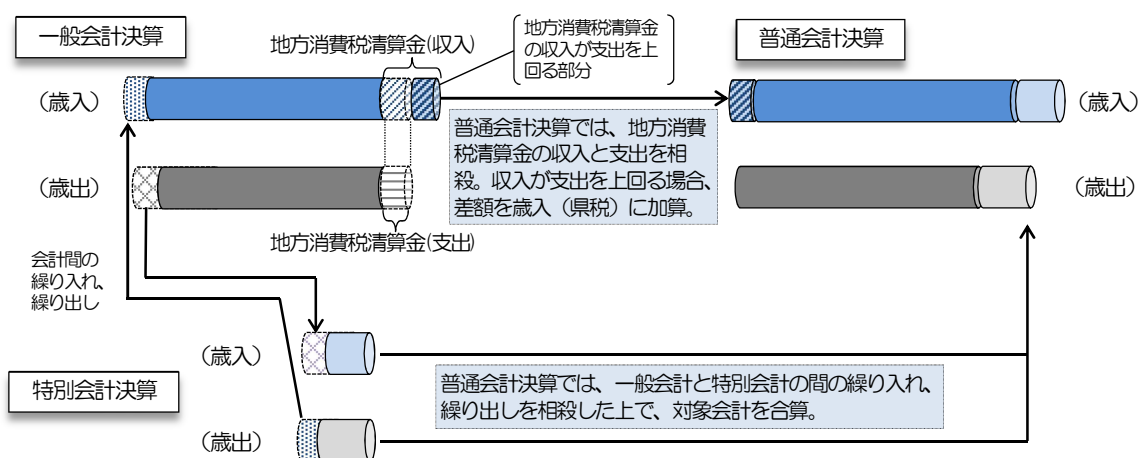 一般会計決算
地方消費税清算金(収入)
地方消費税清算金
の収入が支出を上
回る部分
普通会計決算
（歳入）
（歳入）
普通会計決算では、地方消費
税清算金の収入と支出を相
殺。収入が支出を上回る場合、
差額を歳入（県税）に加算。
（歳出）
（歳出）
地方消費税清算金(支出)
会計間の
繰り入れ、
繰り出し
（歳入）
特別会計決算
普通会計決算では、一般会計と特別会計の間の繰り入れ、
繰り出しを相殺した上で、対象会計を合算。
（歳出）